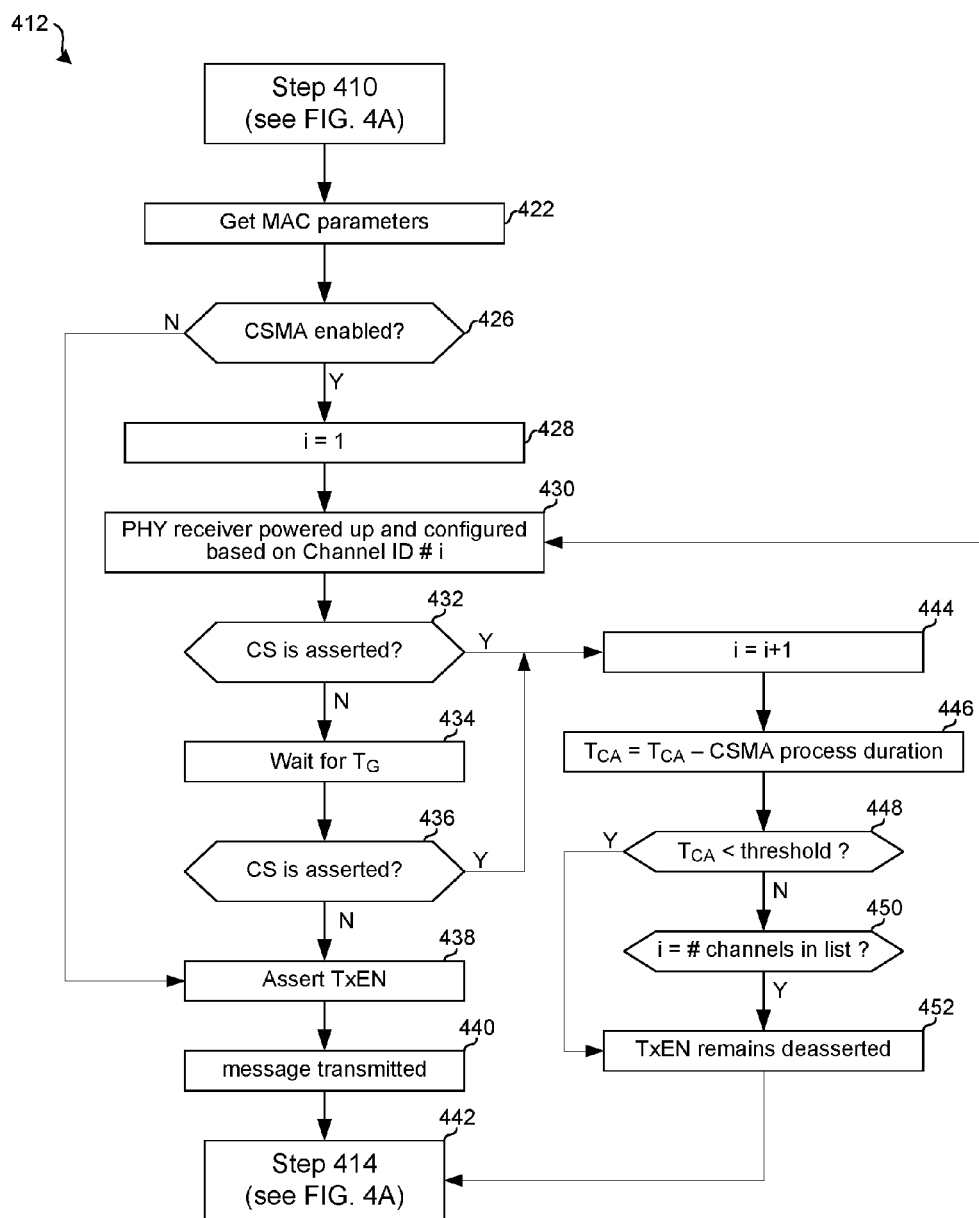 412
Step 410
(see FIG. 4A)
Get MAC parameters
422
N
CSMA enabled?
426
Y
i = 1
428
430
PHY receiver powered up and configured
based on Channel ID # i
432
CS is asserted?
Y
N
444
i = i+1
434
Wait for TG
446
TCA = TCA – CSMA process duration
436
CS is asserted?
Y
N
448
Y
TCA < threshold ?
N
450
i = # channels in list ?
Y
438
Assert TxEN
452
TxEN remains deasserted
440
message transmitted
442
Step 414
(see FIG. 4A)